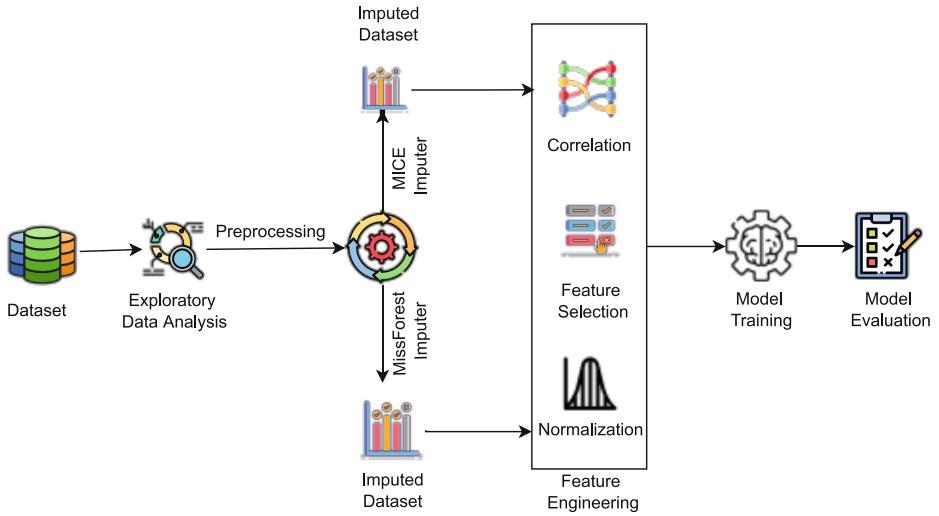 Imputed
Dataset
MICE
Imputer
Correlation
Preprocessing
Dataset
Exploratory
Data Analysis
Feature
Selection
Model
Training
Model
Evaluation
MissForest
Imputer
Normalization
Imputed
Dataset
Feature
Engineering